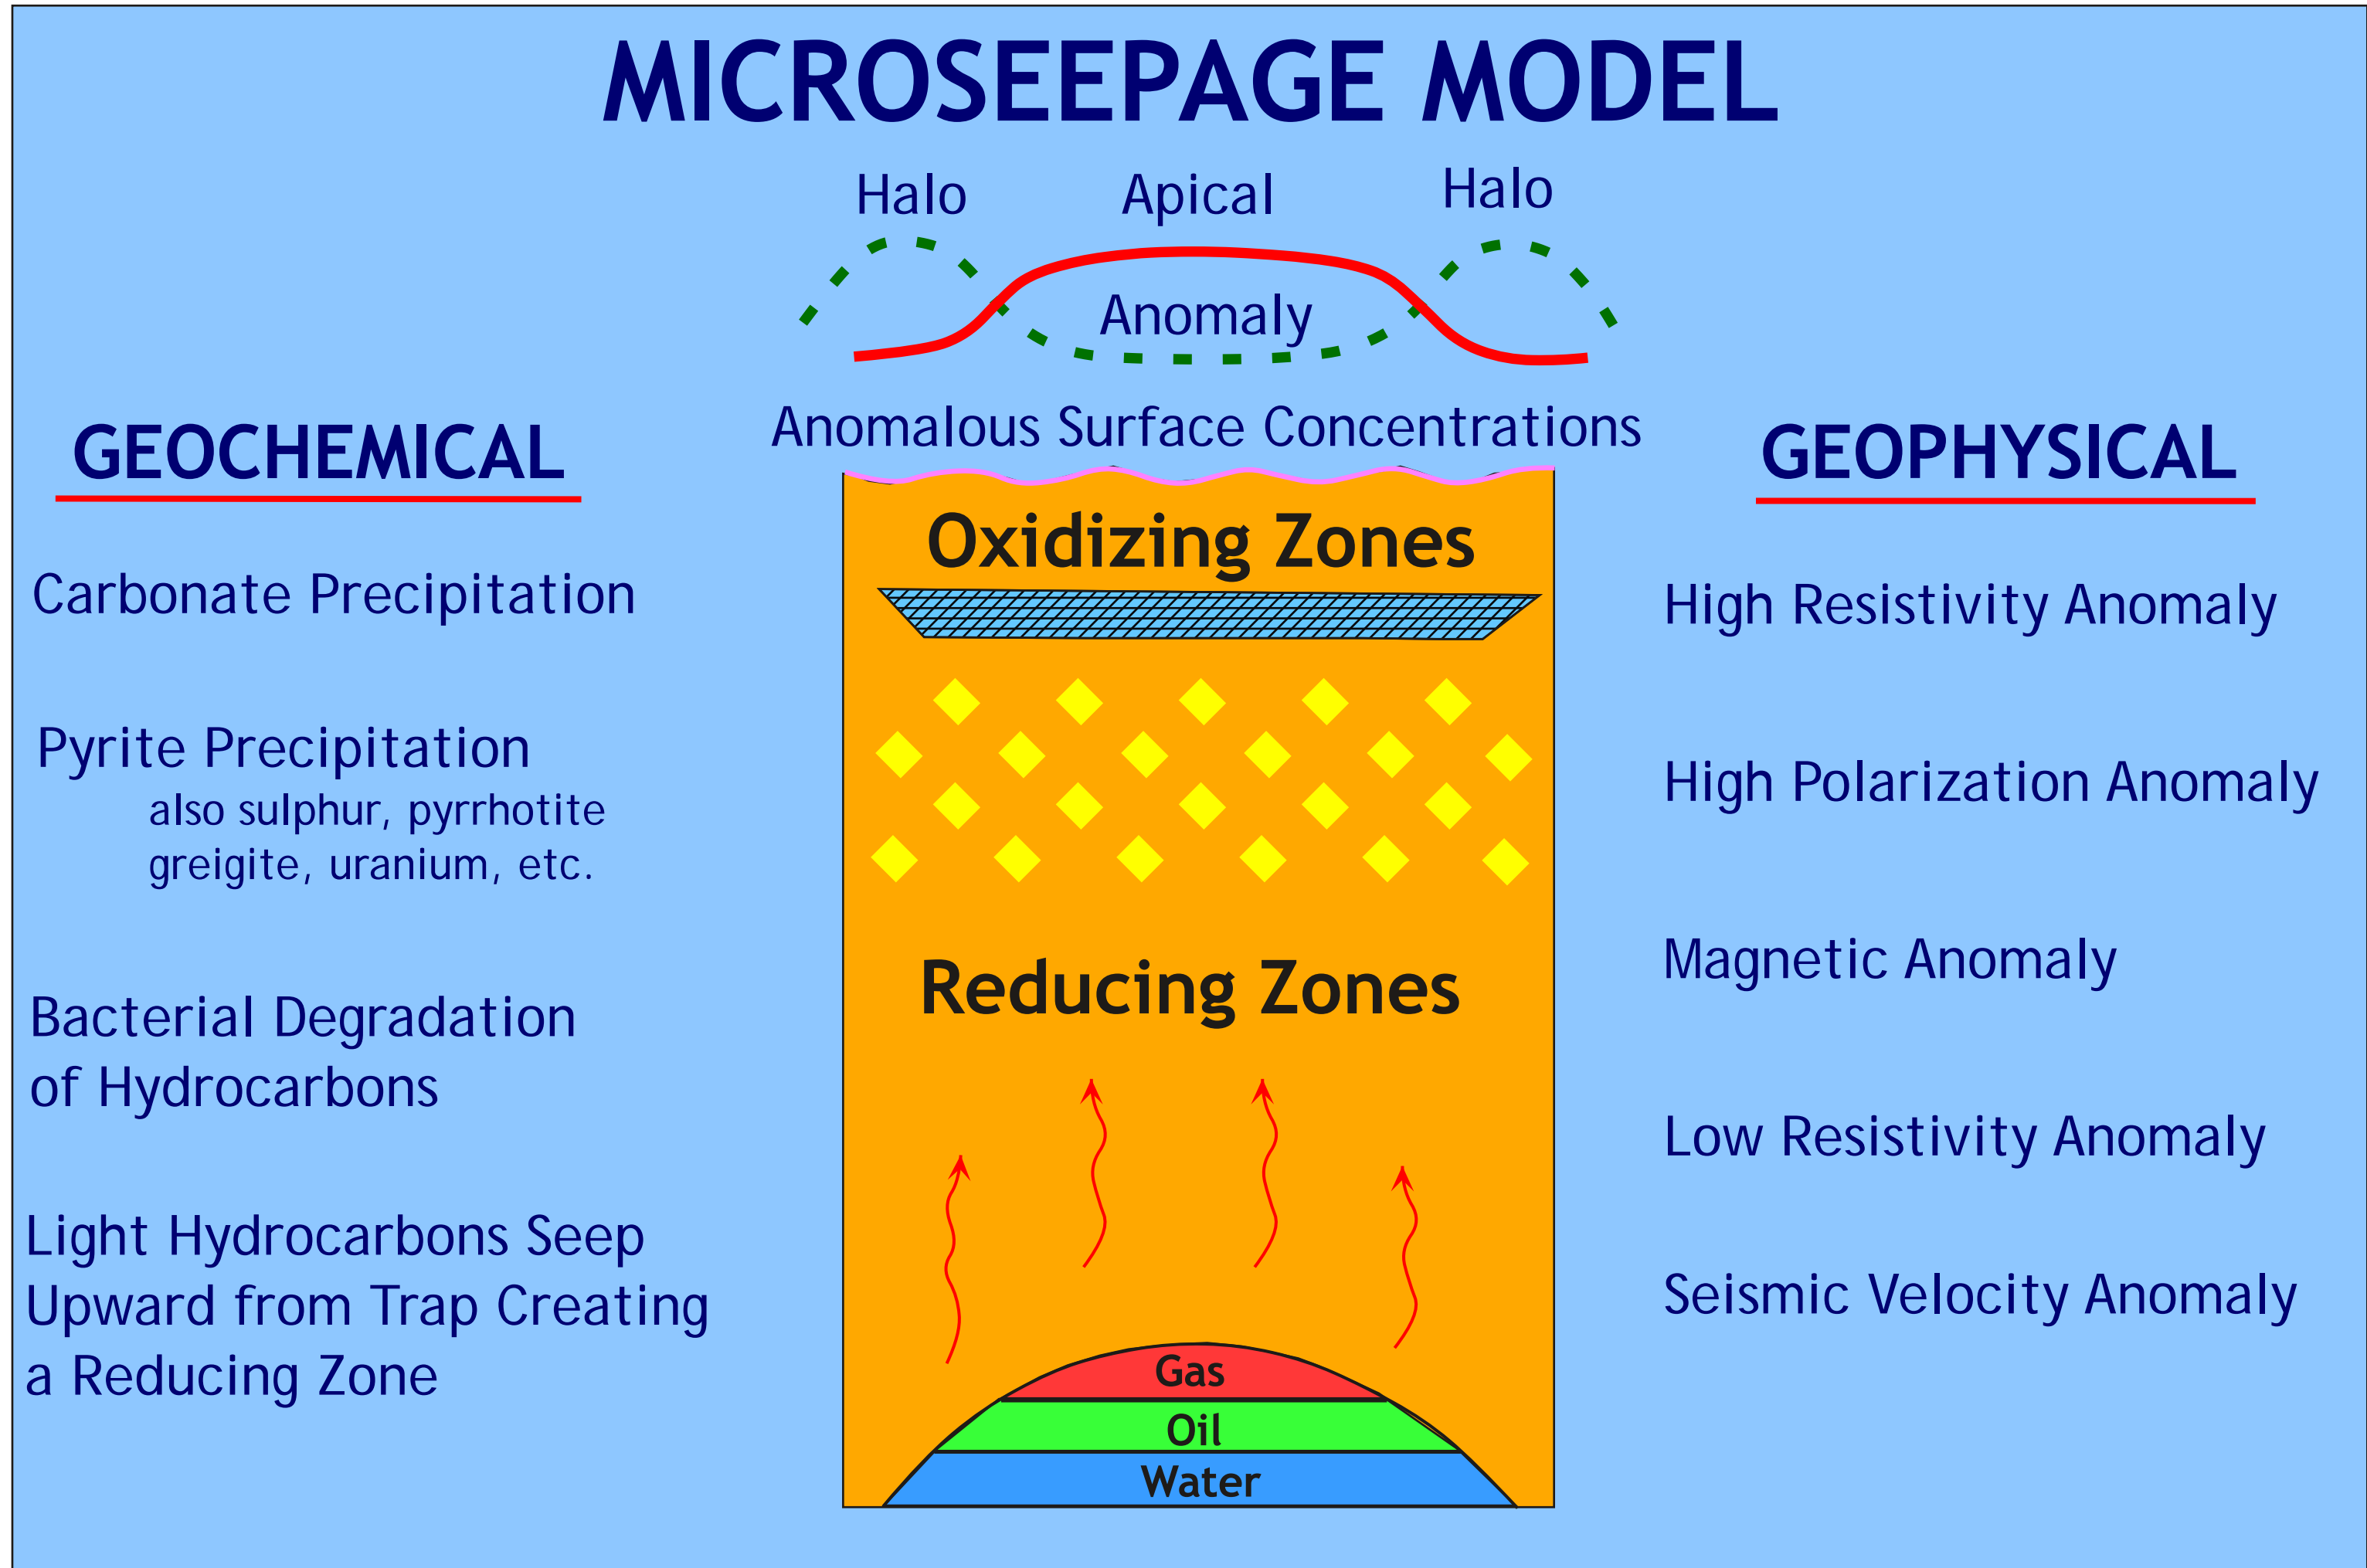 MICROSEEPAGE MODEL
Halo
Apical
Halo
Anomaly
Anomalous Surface Concentrations
GEOCHEMICAL
Carbonate Precipitation
Pyrite Precipitation
also sulphur, pyrrhotite
greigite, uranium, etc.
Bacterial Degradation
of Hydrocarbons
Light Hydrocarbons Seep
Upward from Trap Creating
a Reducing Zone
Oxidizing Zones
Reducing Zones
Gas
Oil
Water
GEOPHYSICAL
High Resistivity Anomaly
High Polarization Anomaly
Magnetic Anomaly
Low Resistivity Anomaly
Seismic Velocity Anomaly